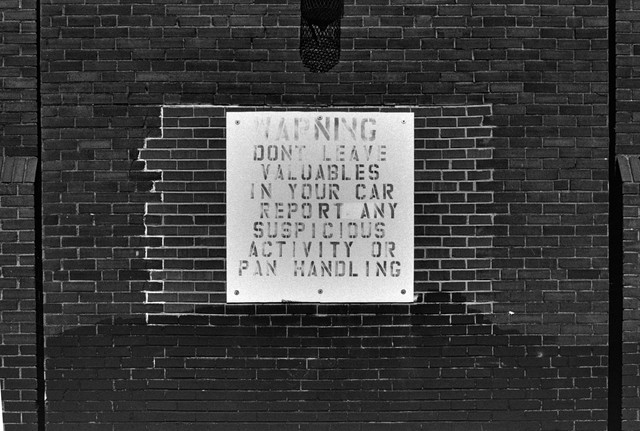 WARNING
DONT LEAVE
VALUABLES
IN YOUR CAR
REPORT ANY
SUSPICIOUS
ACTIVITY OR
PAN HANDLING